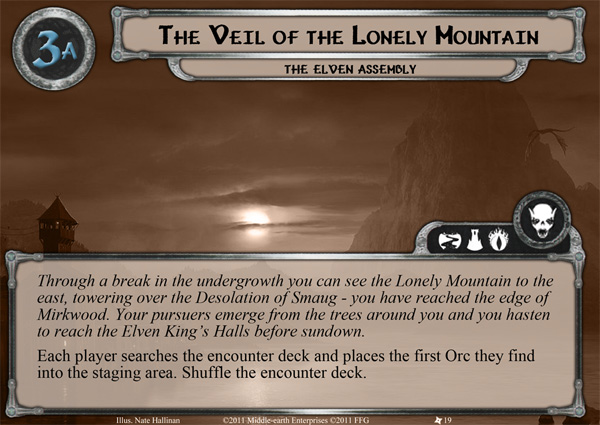 3A
The Veil of the Lonely Mountain
The Elven Assembly
Through a break in the undergrowth you can see the Lonely Mountain to the
east, towering over the Desolation of Smaug - you have reached the edge of
Mirkwood. Your pursuers emerge from the trees around you and you hasten
to reach the Elven King's Halls before sundown.
Each player searches the encounter deck and places the first Orc they find
into the staging area. Shuffle the encounter deck.
Illus. Nate Hallinan ©2011 Middle-earth Enterprises ©2011 FFG 19